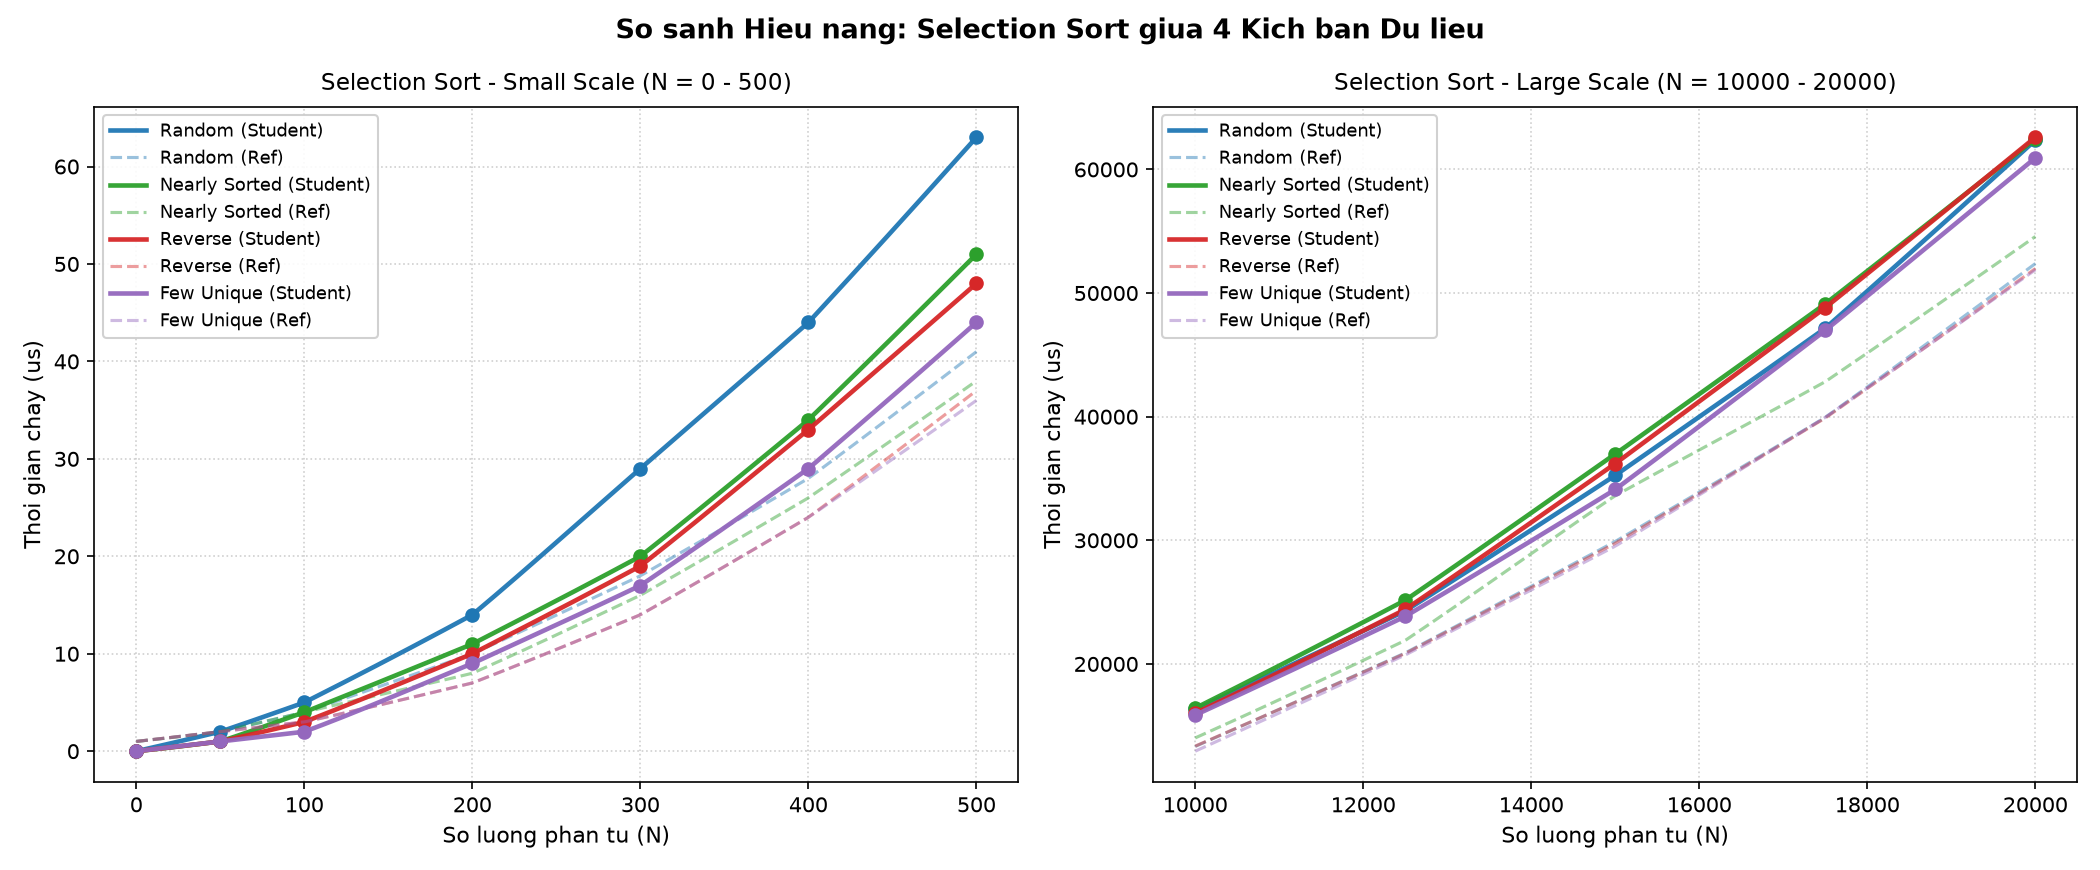 So sanh Hieu nang: Selection Sort giua 4 Kich ban Du lieu
Selection Sort - Small Scale (N = 0 - 500)
Random (Student)
Random (Ref)
Nearly Sorted (Student)
Nearly Sorted (Ref)
Reverse (Student)
Reverse (Ref)
Few Unique (Student)
Few Unique (Ref)
Thoi gian chay (us)
60
50
40
30
20
10
0
0 100 200 300 400 500
So luong phan tu (N)
Selection Sort - Large Scale (N = 10000 - 20000)
Random (Student)
Random (Ref)
Nearly Sorted (Student)
Nearly Sorted (Ref)
Reverse (Student)
Reverse (Ref)
Few Unique (Student)
Few Unique (Ref)
Thoi gian chay (us)
60000
50000
40000
30000
20000
10000 12000 14000 16000 18000 20000
So luong phan tu (N)